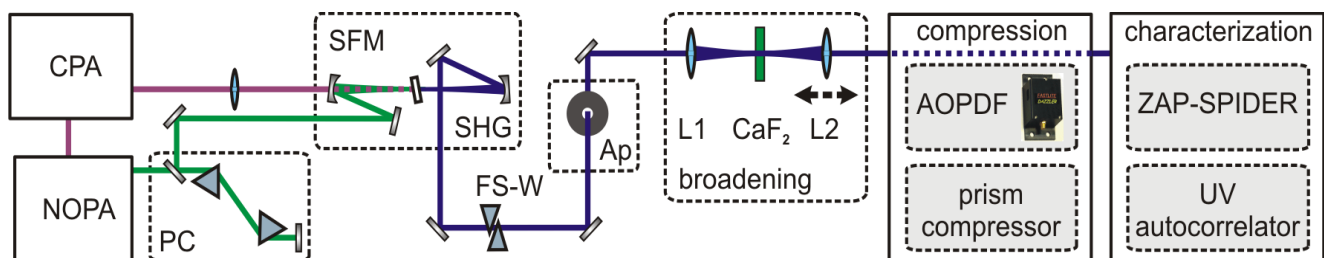 CPA
NOPA
PC
SFM
SHG
FS-W
Ap
L1
CaF₂
L2
broadening
compression
AOPDF
DAZZLER
prism
compressor
characterization
ZAP-SPIDER
UV
autocorrelator